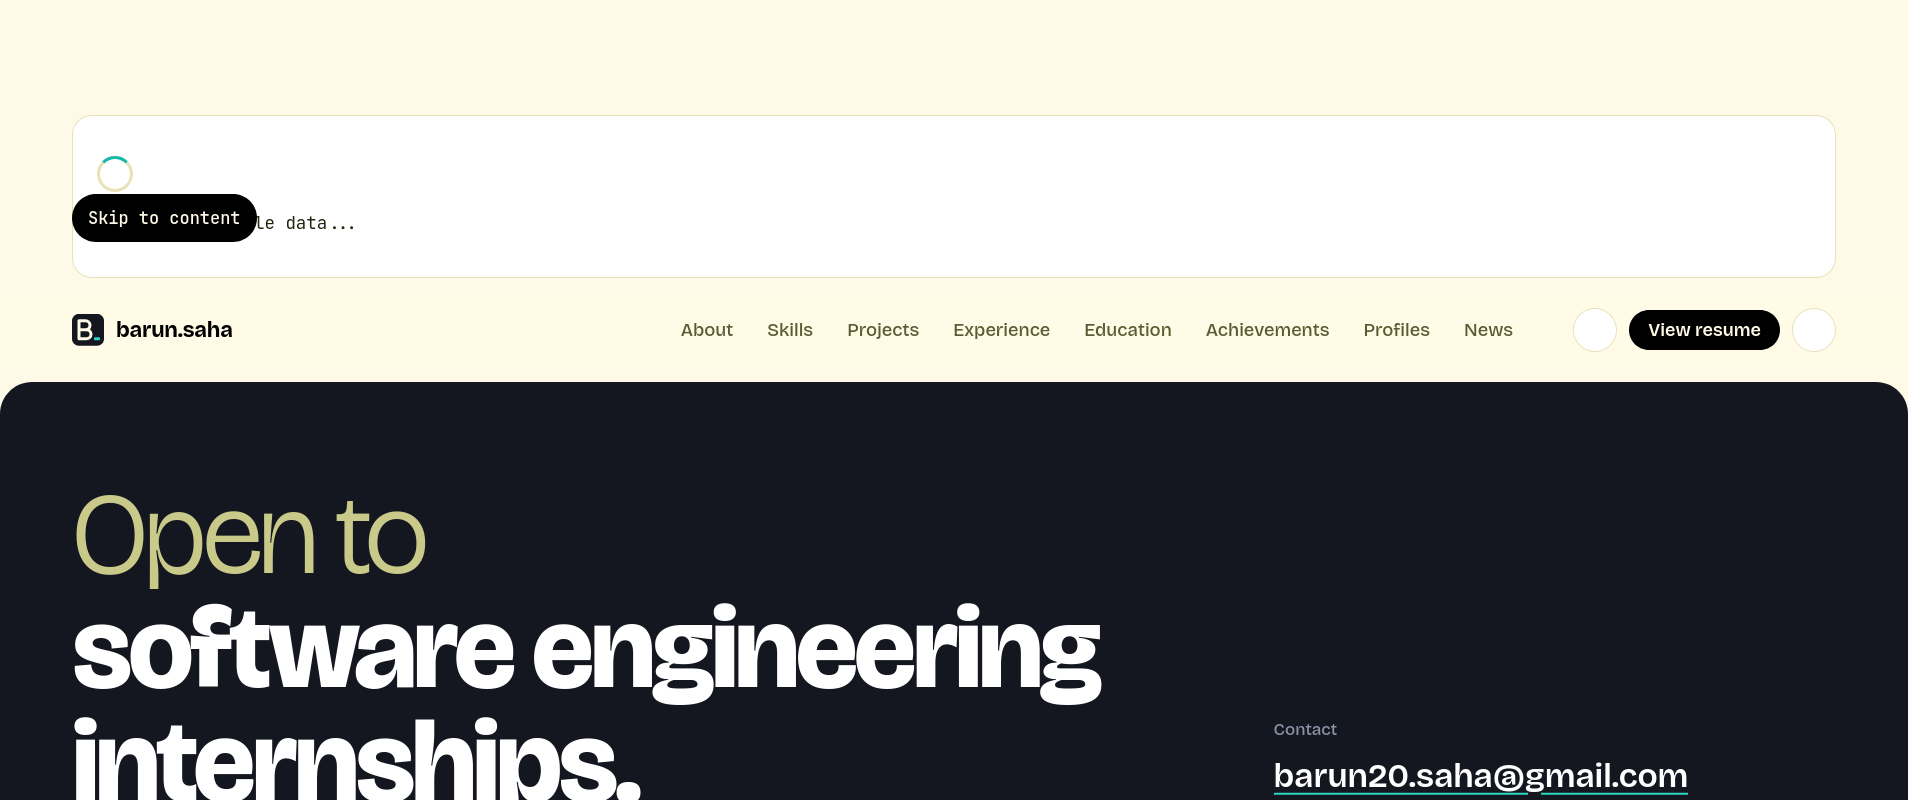 Skip to content
data...
B.
barun.saha
About
Skills
Projects
Experience
Education
Achievements
Profiles
News
View resume
Open to
software engineering
internships.
Contact
barun20.saha@gmail.com